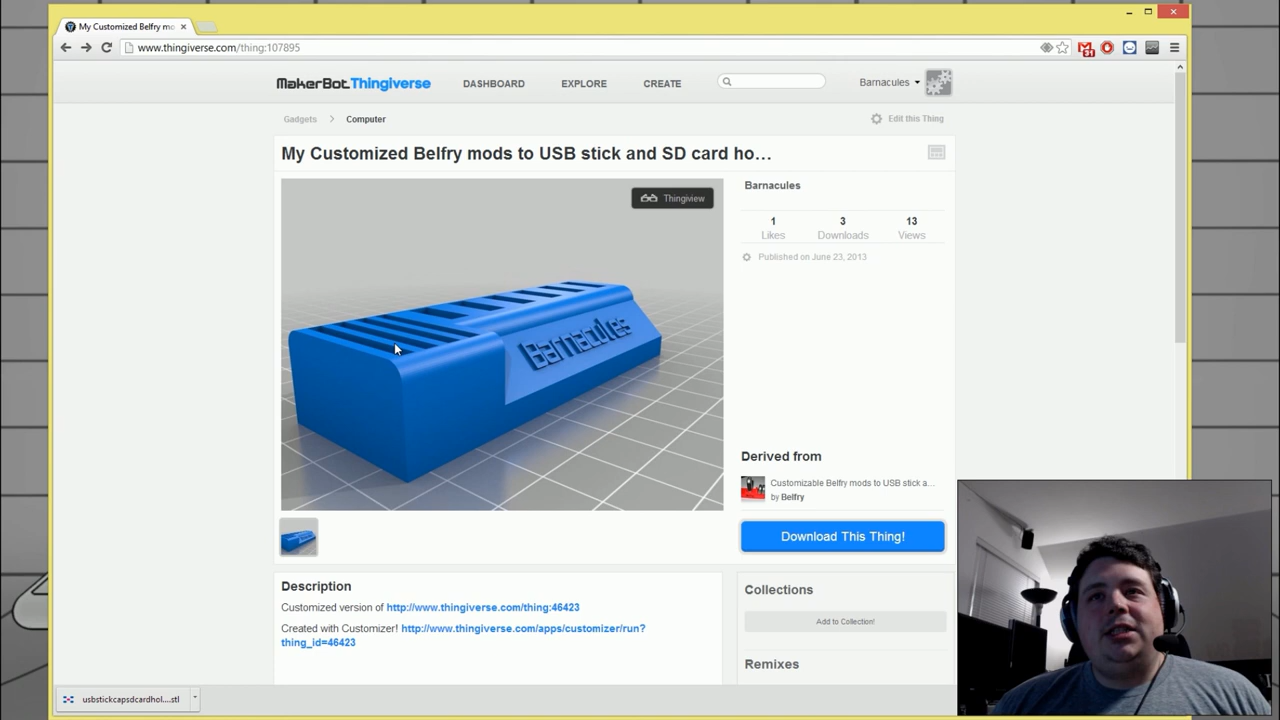 My Customized Belfry mo
www.thingiverse.com/thing:107895
MakerBot.Thingiverse
DASHBOARD
EXPLORE
CREATE
Barnacules
Gadgets
Computer
Edit this Thing
My Customized Belfry mods to USB stick and SD card ho…
Thingiview
Barnacules
Barnacules
1
3
13
Likes
Downloads
Views
Published on June 23, 2013
Derived from
Customizable Belfry mods to USB stick a…
by Belfry
Download This Thing!
Description
Customized version of http://www.thingiverse.com/thing:46423
Created with Customizer! http://www.thingiverse.com/apps/customizer/run?
thing_id=46423
Collections
Add to Collection!
Remixes
usbstickcapsdcardhol....stl